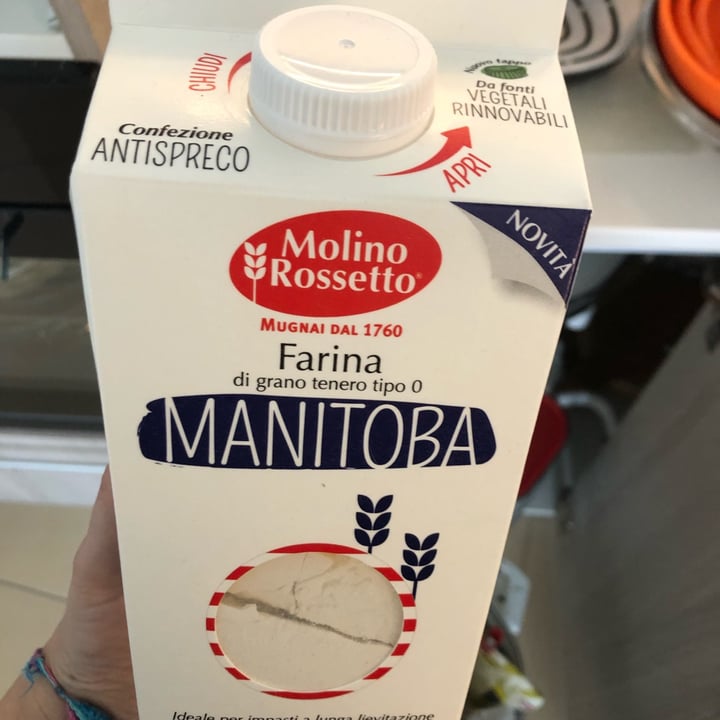 CHIUDI
Nuovo tappo
Da fonti
VEGETALI
RINNOVABILI
Confezione
ANTISPRECO
APRI
NOVITÀ
Molino
Rossetto®
MUGNAI DAL 1760
Farina
di grano tenero tipo 0
MANITOBA
Ideale per impasti a lunga lievitazione